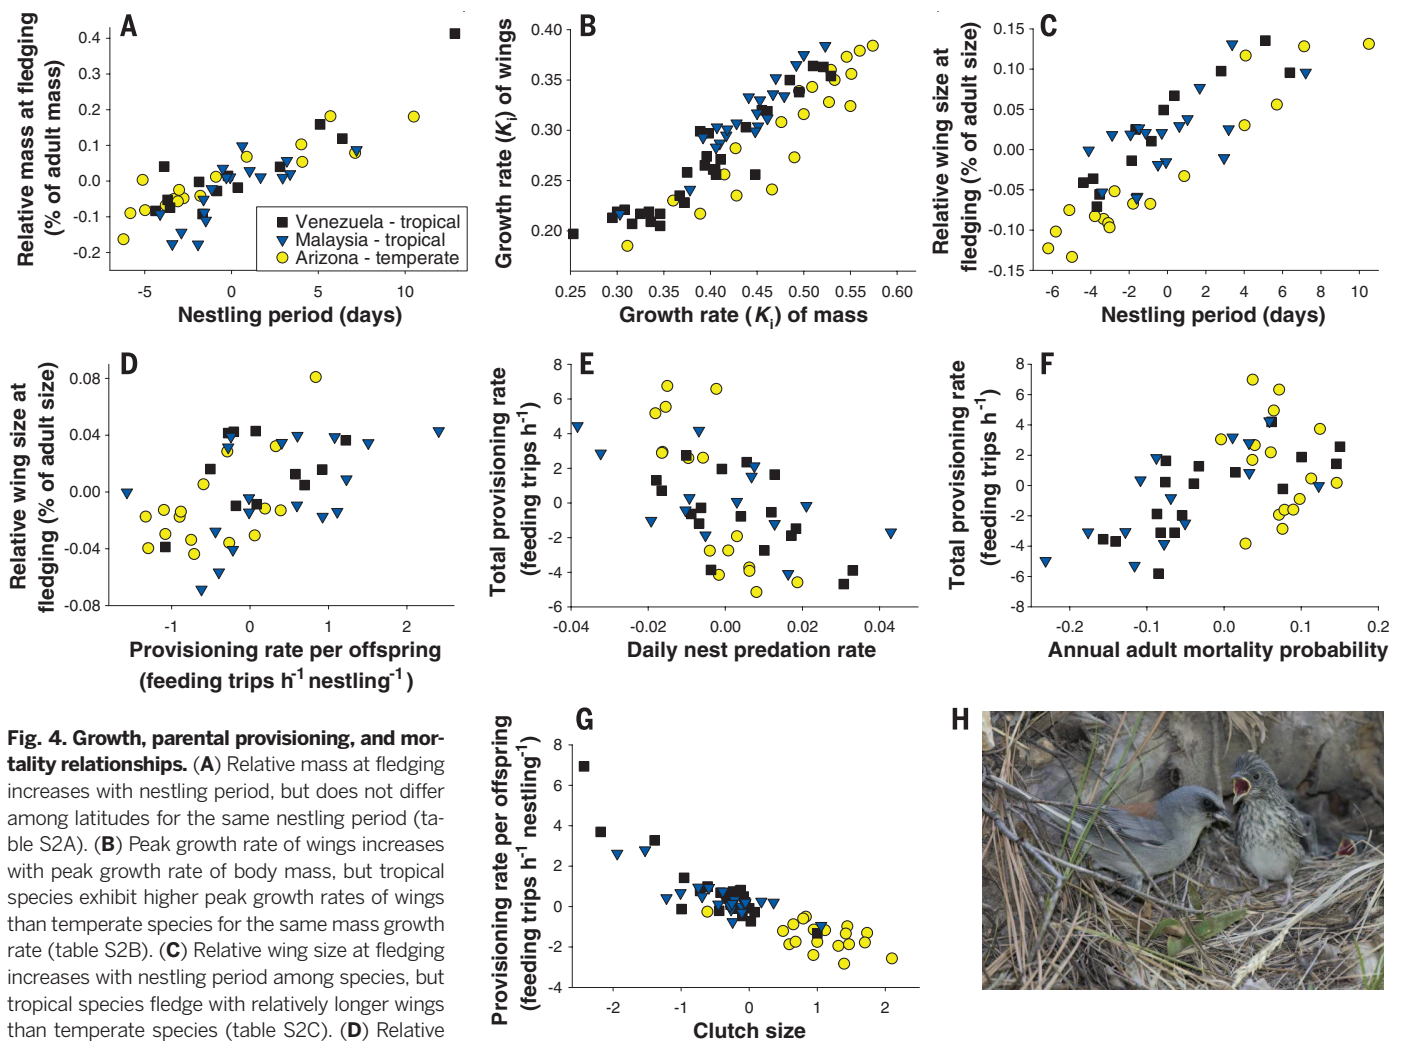 A
Relative mass at fledging
(% of adult mass)
0.4
0.3
0.2
0.1
0.0
-0.1
-0.2
-5
0
5
10
Nestling period (days)
Venezuela - tropical
Malaysia - tropical
Arizona - temperate
B
Growth rate (Ki) of wings
0.40
0.35
0.30
0.25
0.20
0.25
0.30
0.35
0.40
0.45
0.50
0.55
0.60
Growth rate (Ki) of mass
C
Relative wing size at
fledging (% of adult size)
0.15
0.10
0.05
0.00
-0.05
-0.10
-0.15
-6
-4
-2
0
2
4
6
8
10
Nestling period (days)
D
Relative wing size at
fledging (% of adult size)
0.08
0.04
0.00
-0.04
-0.08
-1
0
1
2
Provisioning rate per offspring
(feeding trips h-1 nestling-1)
E
Total provisioning rate
(feeding trips h-1)
8
6
4
2
0
-2
-4
-6
-0.04
-0.02
0.00
0.02
0.04
Daily nest predation rate
F
Total provisioning rate
(feeding trips h-1)
8
6
4
2
0
-2
-4
-6
-8
-0.2
-0.1
0.0
0.1
0.2
Annual adult mortality probability
Fig. 4. Growth, parental provisioning, and mor-
tality relationships. (A) Relative mass at fledging
increases with nestling period, but does not differ
among latitudes for the same nestling period (ta-
ble S2A). (B) Peak growth rate of wings increases
with peak growth rate of body mass, but tropical
species exhibit higher peak growth rates of wings
than temperate species for the same mass growth
rate (table S2B). (C) Relative wing size at fledging
increases with nestling period among species, but
tropical species fledge with relatively longer wings
than temperate species (table S2C). (D) Relative
G
Provisioning rate per offspring
(feeding trips h-1 nestling-1)
8
6
4
2
0
-2
-4
-2
-1
0
1
2
Clutch size
H